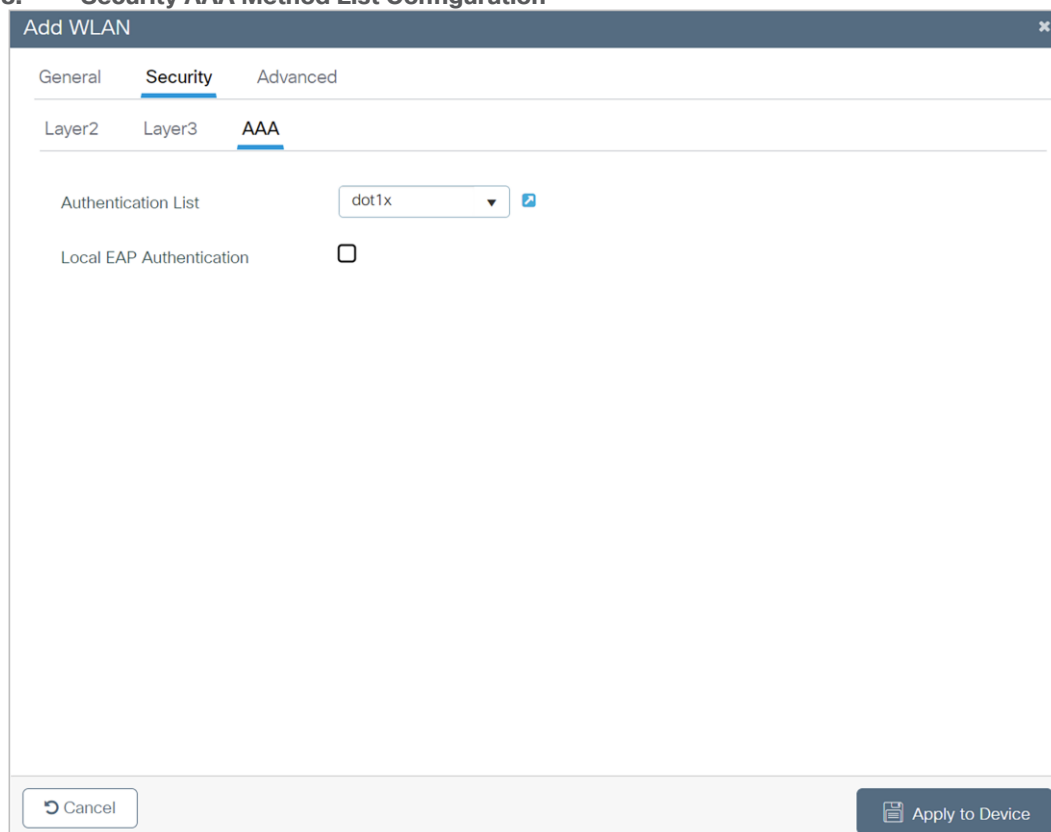 Security AAA Method List Configuration
Add WLAN
General Security Advanced
Layer2 Layer3 AAA
Authentication List dot1x
Local EAP Authentication
Cancel Apply to Device